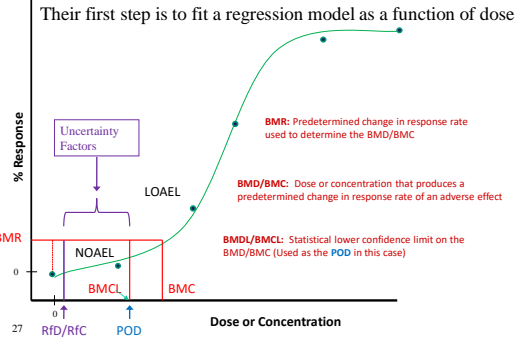 Their first step is to fit a regression model as a function of dose
% Response
Uncertainty
Factors
BMR: Predetermined change in response rate
used to determine the BMD/BMC
LOAEL
BMD/BMC: Dose or concentration that produces a
predetermined change in response rate of an adverse effect
BMR
NOAEL
BMDL/BMCL: Statistical lower confidence limit on the
BMD/BMC (Used as the POD in this case)
0
BMCL
BMC
0
Dose or Concentration
27
RfD/RfC
POD